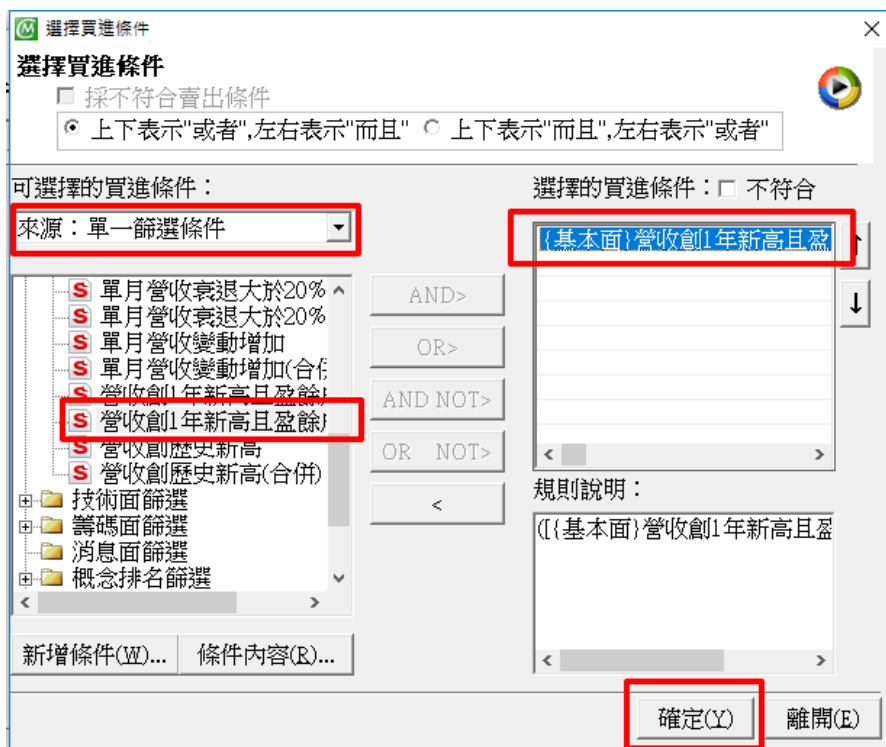 選擇買進條件
選擇買進條件
採不符合賣出條件
上下表示"或者",左右表示"而且" 上下表示"而且",左右表示"或者"
可選擇的買進條件：
選擇的買進條件： 不符合
來源：單一篩選條件
{基本面}營收創1年新高且盈
單月營收衰退大於20%
單月營收衰退大於20%
單月營收變動增加
單月營收變動增加(合併
營收創1年新高且盈餘
營收創1年新高且盈餘
營收創歷史新高
營收創歷史新高(合併)
技術面篩選
籌碼面篩選
消息面篩選
概念排名篩選
AND>
OR>
AND NOT>
OR NOT>
<
↑
↓
規則說明：
([{基本面}營收創1年新高且盈
新增條件(W)... 條件內容(R)...
確定(Y) 離開(E)